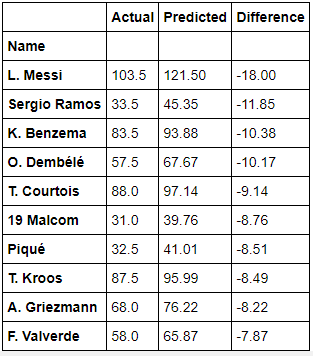 Actual Predicted Difference
Name
L. Messi 103.5 121.50 -18.00
Sergio Ramos 33.5 45.35 -11.85
K. Benzema 83.5 93.88 -10.38
O. Dembélé 57.5 67.67 -10.17
T. Courtois 88.0 97.14 -9.14
19 Malcom 31.0 39.76 -8.76
Piqué 32.5 41.01 -8.51
T. Kroos 87.5 95.99 -8.49
A. Griezmann 68.0 76.22 -8.22
F. Valverde 58.0 65.87 -7.87